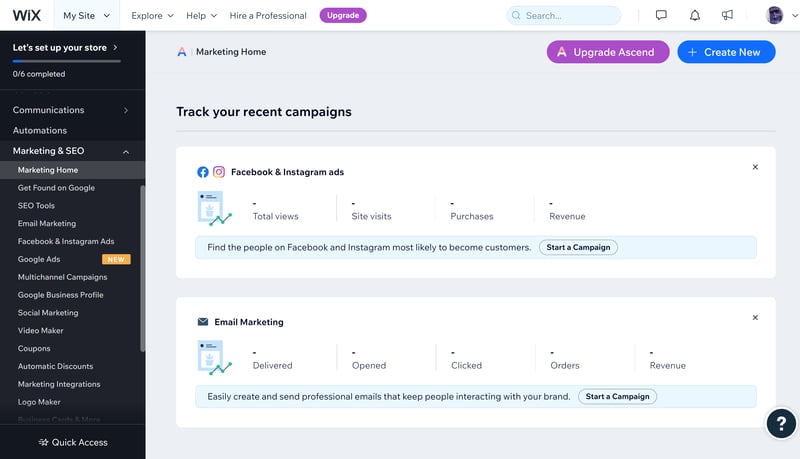 WiX
My Site
Explore
Help
Hire a Professional
Upgrade
Search...
Let's set up your store
0/6 completed
Communications
Automations
Marketing & SEO
Marketing Home
Get Found on Google
SEO Tools
Email Marketing
Facebook & Instagram Ads
Google Ads NEW
Multichannel Campaigns
Google Business Profile
Social Marketing
Video Maker
Coupons
Automatic Discounts
Marketing Integrations
Logo Maker
Business Cards & More
Quick Access
Marketing Home
Upgrade Ascend
+ Create New
Track your recent campaigns
Facebook & Instagram ads
- - - -
Total views Site visits Purchases Revenue
Find the people on Facebook and Instagram most likely to become customers. Start a Campaign
Email Marketing
- - - - -
Delivered Opened Clicked Orders Revenue
Easily create and send professional emails that keep people interacting with your brand. Start a Campaign
?